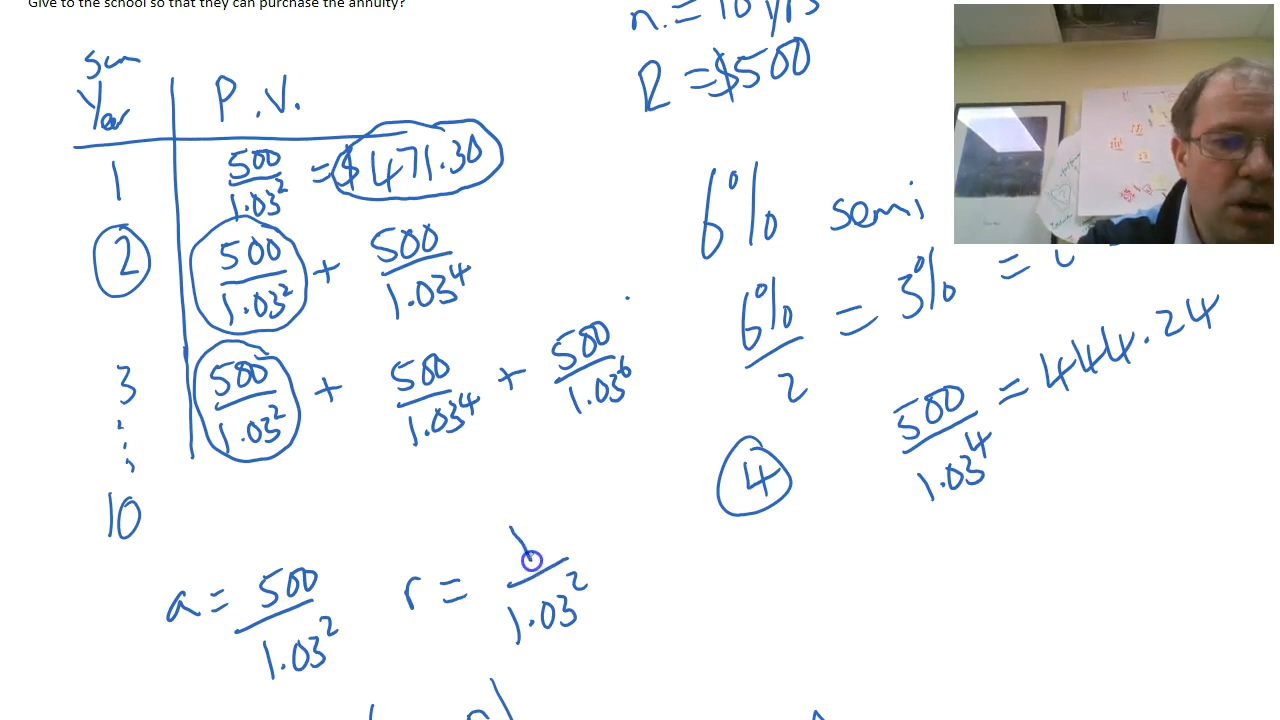 Give to the school so that they can purchase the annuity?
n. = 10 yrs
R = $500
Year P.V.
1 500/1.03² = $471.30
2 500/1.03² + 500/1.03⁴
3 500/1.03² + 500/1.03⁴ + 500/1.03⁶
10
6% semi
6%/2 = 3% =
500/1.03⁴ = 444.24
4
a = 500/1.03² r = 1/1.03²